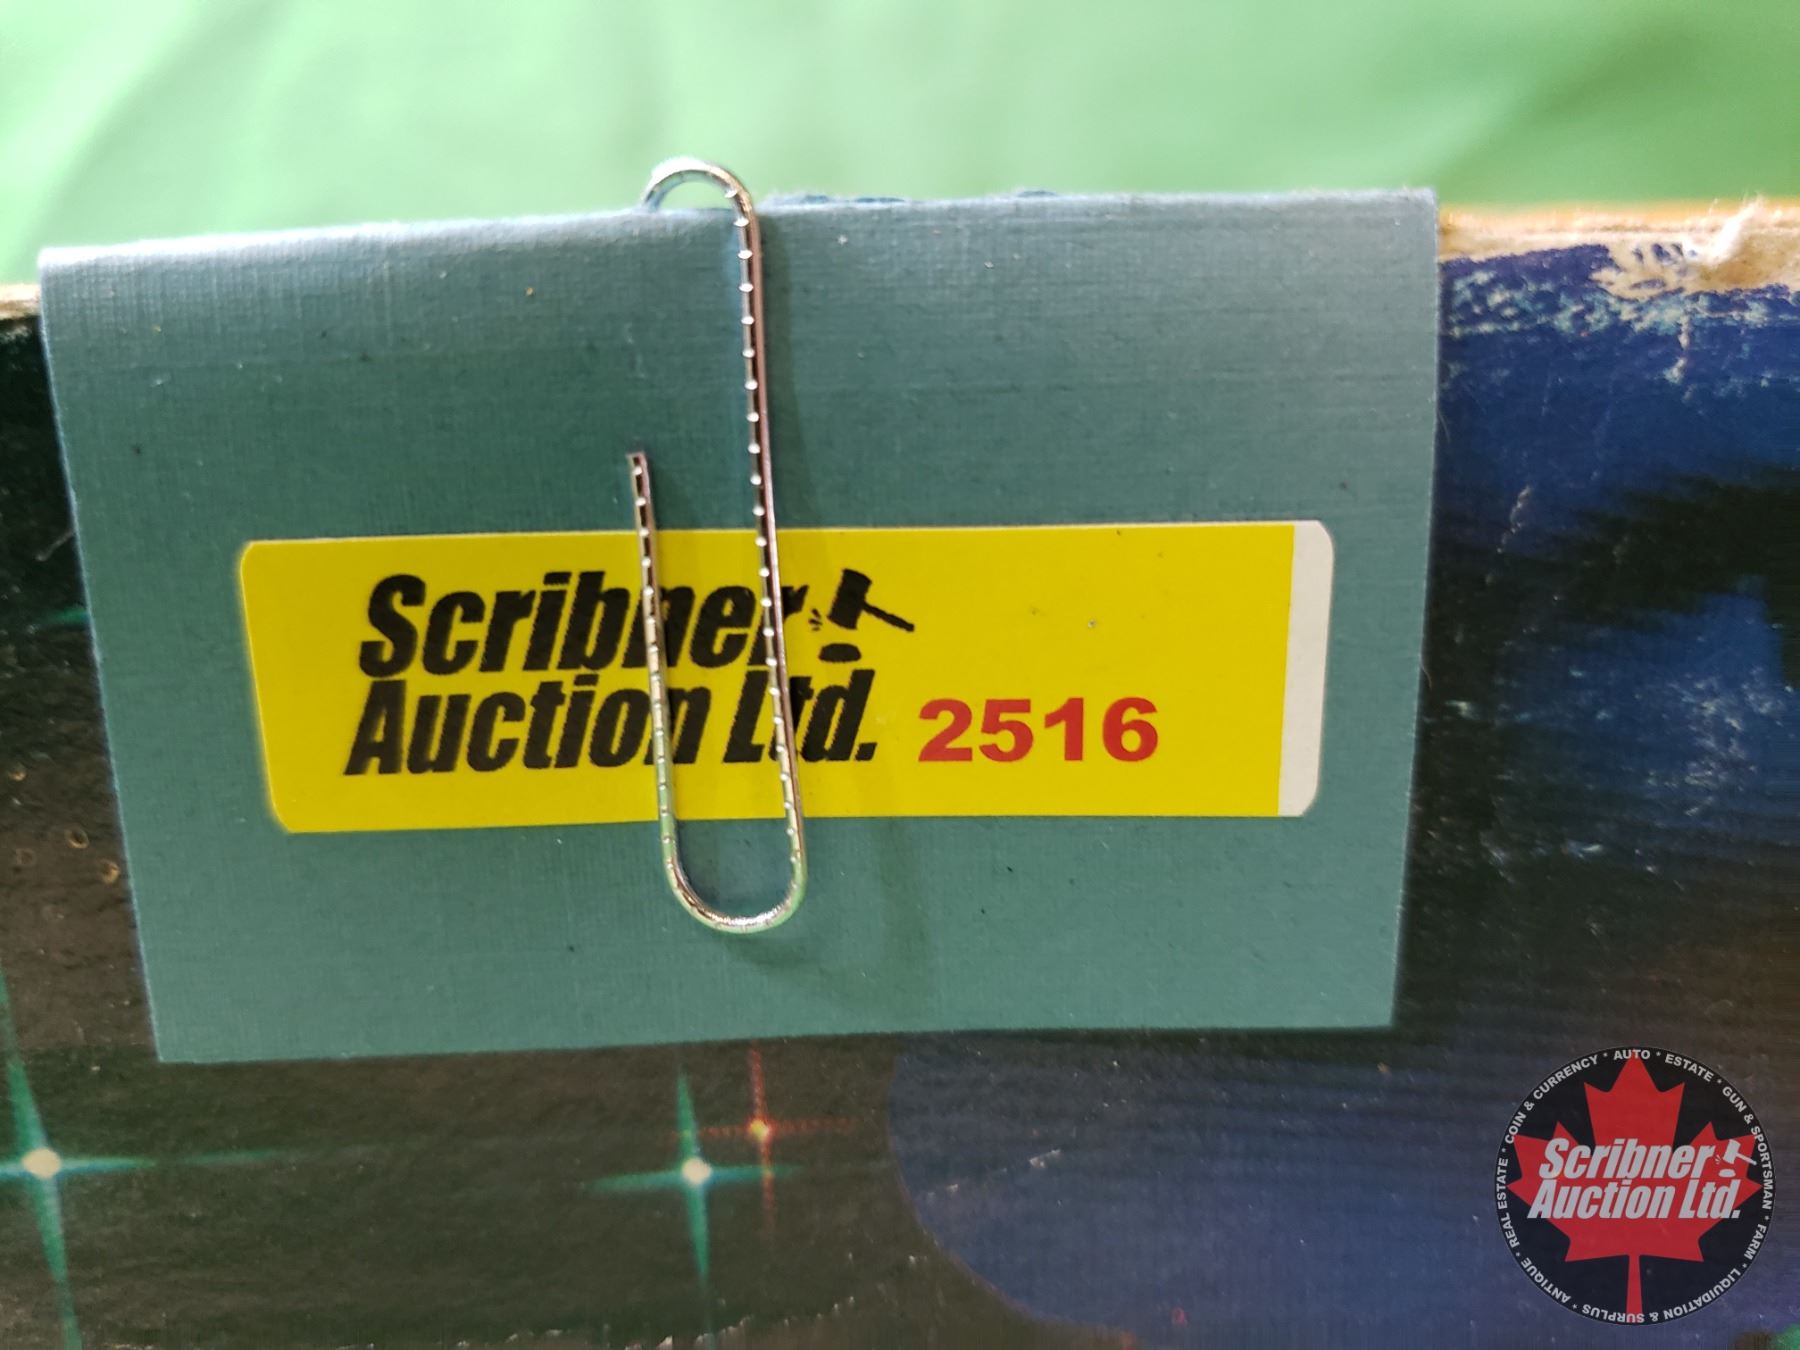 Scribner
Auction Ltd. 2516
COIN & CURRENCY * AUTO * ESTATE * GUN & SPORTSMAN * FARM * LIQUIDATION & SURPLUS * ANTIQUE * REAL ESTATE *
Scribner
Auction Ltd.